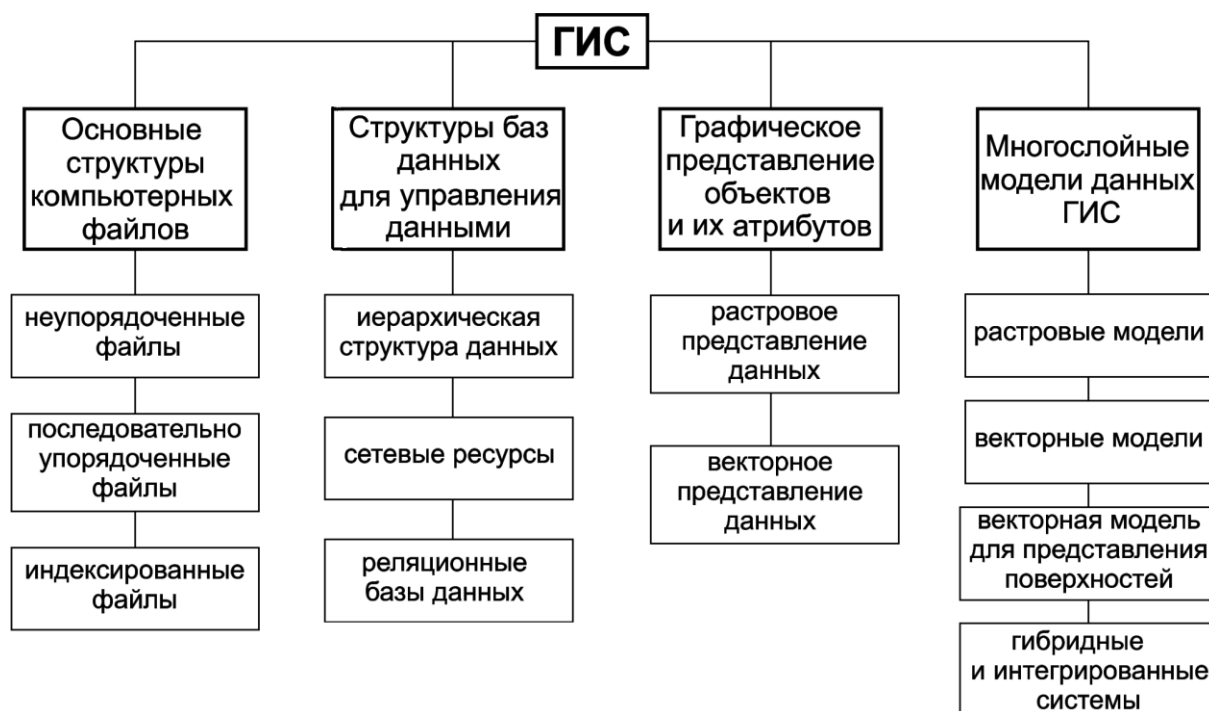 ГИС
Основные
структуры
компьютерных
файлов
неупорядоченные
файлы
последовательно
упорядоченные
файлы
индексированные
файлы
Структуры баз
данных
для управления
данными
иерархическая
структура данных
сетевые ресурсы
реляционные
базы данных
Графическое
представление
объектов
и их атрибутов
растровое
представление
данных
векторное
представление
данных
Многослойные
модели данных
ГИС
растровые модели
векторные модели
векторная модель
для представления
поверхностей
гибридные
и интегрированные
системы